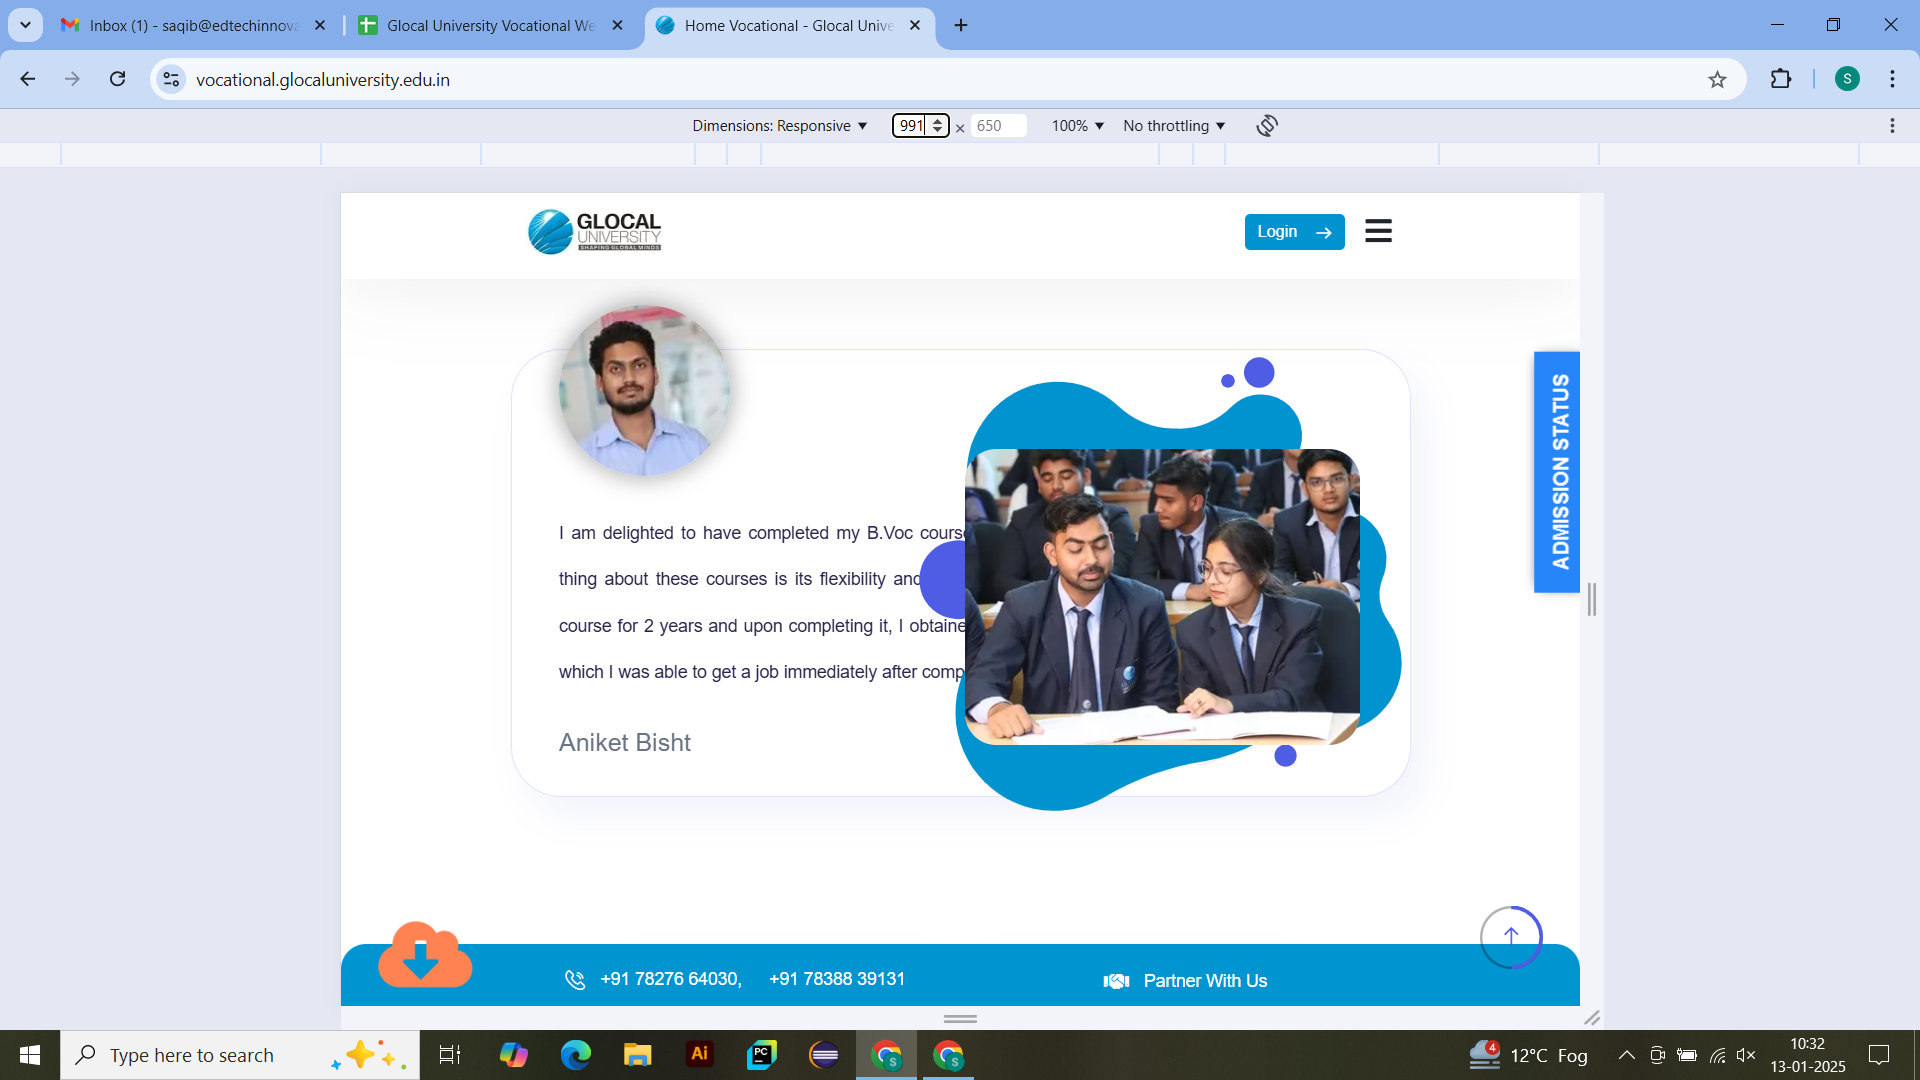 Inbox (1) - saqib@edtechinnova
Glocal University Vocational We
Home Vocational - Glocal Unive
vocational.glocaluniversity.edu.in
S
Dimensions: Responsive
991 × 650
100%
No throttling
GLOCAL
UNIVERSITY
SHAPING GLOBAL MINDS
Login
ADMISSION STATUS
I am delighted to have completed my B.Voc course
thing about these courses is its flexibility and
course for 2 years and upon completing it, I obtaine
which I was able to get a job immediately after comp
Aniket Bisht
+91 78276 64030, +91 78388 39131
Partner With Us
Type here to search
Ai
PC
S
S
4
12°C Fog
10:32
13-01-2025